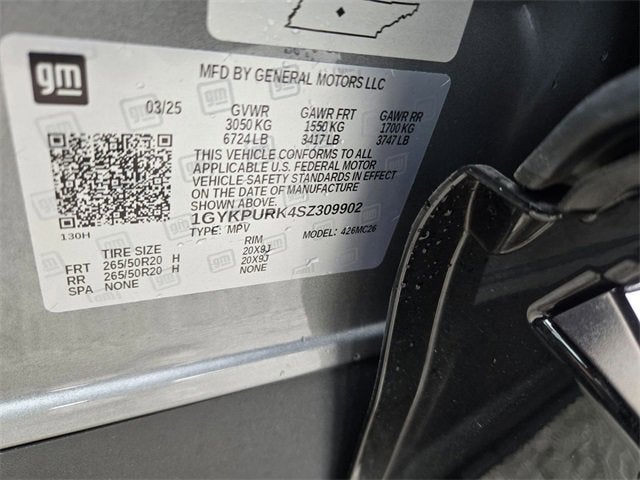 gm
MFD BY GENERAL MOTORS LLC
03/25 GVWR GAWR FRT GAWR RR
3050 KG 1550 KG 1700 KG
6724 LB 3417 LB 3747 LB
THIS VEHICLE CONFORMS TO ALL
APPLICABLE U.S. FEDERAL MOTOR
VEHICLE SAFETY STANDARDS IN EFFECT
ON THE DATE OF MANUFACTURE
SHOWN ABOVE.
1GYKPURK4SZ309902
130H TYPE: MPV MODEL: 426MC26
TIRE SIZE RIM
FRT 265/50R20 H 20X9J
RR 265/50R20 H 20X9J
SPA NONE NONE